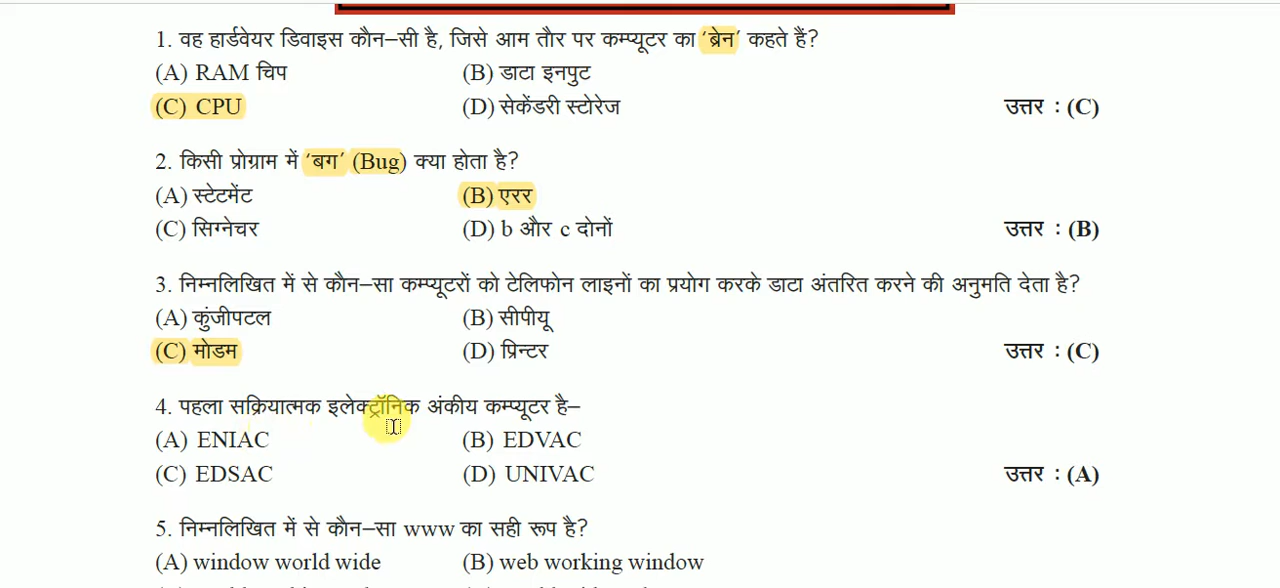 1. वह हार्डवेयर डिवाइस कौन–सी है, जिसे आम तौर पर कम्प्यूटर का 'ब्रेन' कहते हैं?
(A) RAM चिप (B) डाटा इनपुट
(C) CPU (D) सेकेंडरी स्टोरेज उत्तर : (C)
2. किसी प्रोग्राम में 'बग' (Bug) क्या होता है?
(A) स्टेटमेंट (B) एरर
(C) सिग्नेचर (D) b और c दोनों उत्तर : (B)
3. निम्नलिखित में से कौन–सा कम्प्यूटरों को टेलिफोन लाइनों का प्रयोग करके डाटा अंतरित करने की अनुमति देता है?
(A) कुंजीपटल (B) सीपीयू
(C) मोडम (D) प्रिन्टर उत्तर : (C)
4. पहला सक्रियात्मक इलेक्ट्रॉनिक अंकीय कम्प्यूटर है–
(A) ENIAC (B) EDVAC
(C) EDSAC (D) UNIVAC उत्तर : (A)
5. निम्नलिखित में से कौन–सा www का सही रूप है?
(A) window world wide (B) web working window